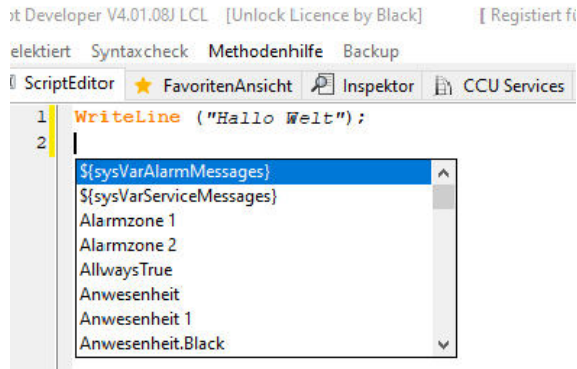 pt Developer V4.01.08J LCL [Unlock Licence by Black] [ Registiert fü
elektiert Syntaxcheck Methodenhilfe Backup
ScriptEditor FavoritenAnsicht Inspektor CCU Services
1 WriteLine ("Hallo Welt");
2
${sysVarAlarmMessages}
${sysVarServiceMessages}
Alarmzone 1
Alarmzone 2
AllwaysTrue
Anwesenheit
Anwesenheit 1
Anwesenheit.Black